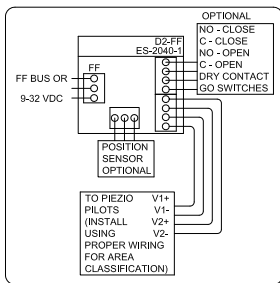 OPTIONAL
NO - CLOSE
C - CLOSE
NO - OPEN
C - OPEN
DRY CONTACT
GO SWITCHES
D2-FF
ES-2040-1
FF
FF BUS OR
9-32 VDC
POSITION
SENSOR
OPTIONAL
TO PIEZIO V1+
PILOTS V1-
(INSTALL V2+
USING V2-
PROPER WIRING
FOR AREA
CLASSIFICATION)